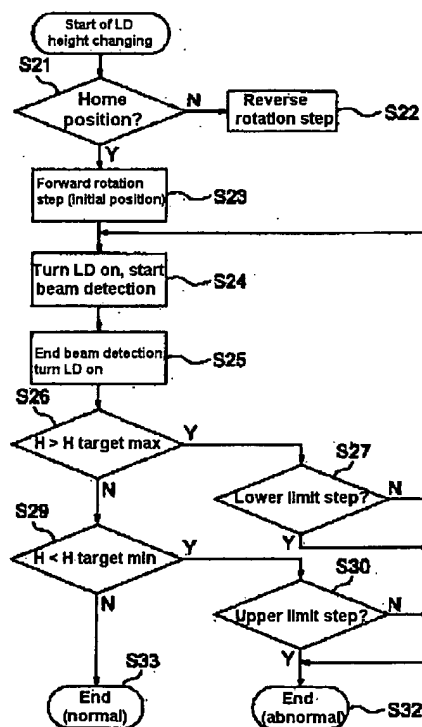 Start of LD
height changing
S21
Home
position?
N
Reverse
rotation step
S22
Y
Forward rotation
step (initial position)
S23
Turn LD on, start
beam detection
S24
End beam detection,
turn LD on
S25
S26
H > H target max
Y
S27
N
Lower limit step?
N
S29
Y
H < H target min
Y
S30
N
Upper limit step?
N
S33
Y
End
(normal)
End
(abnormal)
S32